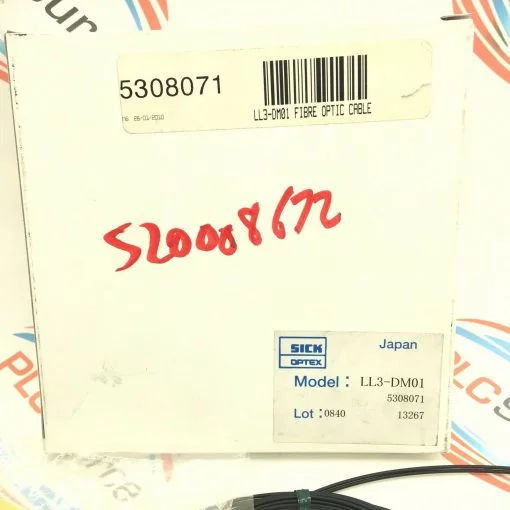 5308071
26/01/2010
LL3-DM01 FIBRE OPTIC CABLE
520008672
SICK
OPTEX
Japan
Model: LL3-DM01
5308071
Lot: 0840 13267